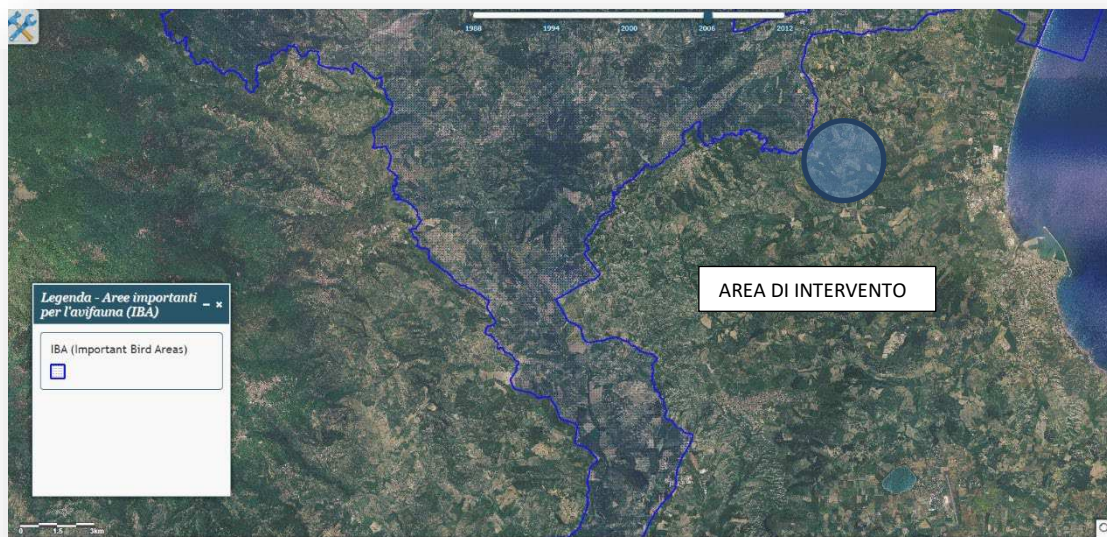 1988 1994 2000 2006 2012
AREA DI INTERVENTO
Legenda - Aree importanti
per l'avifauna (IBA)
IBA (Important Bird Areas)
0 1.5 3km